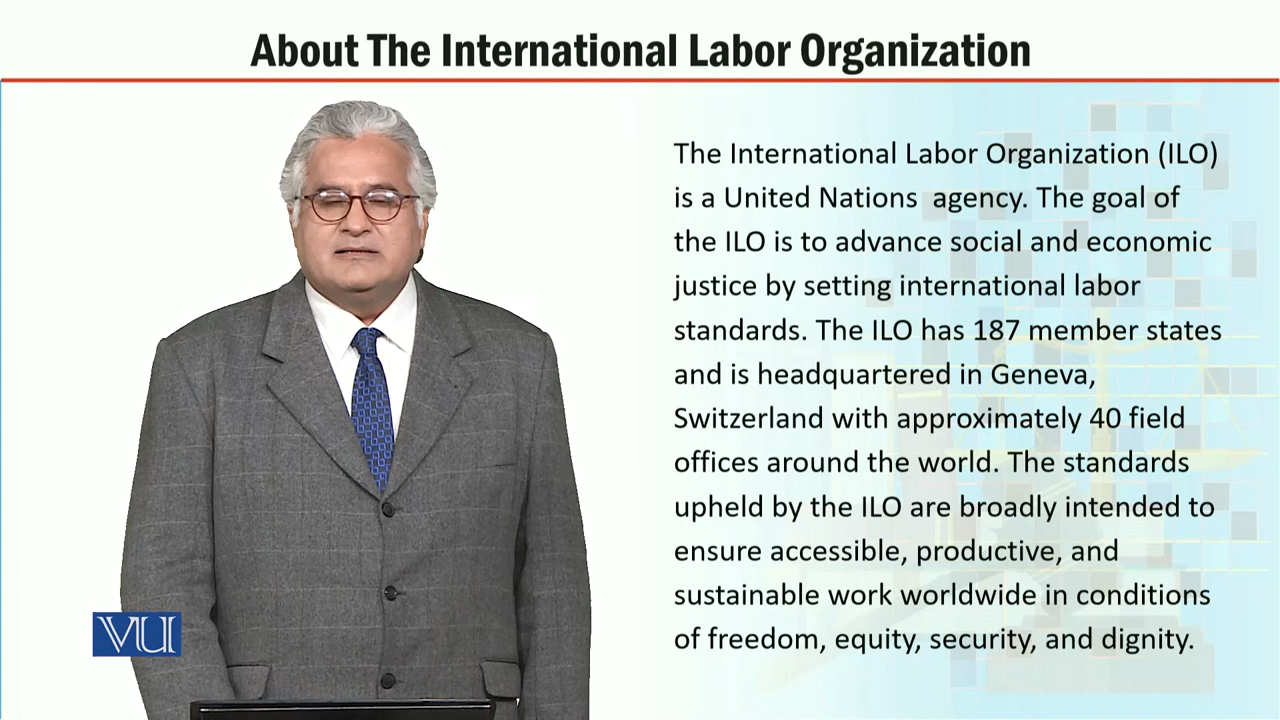 About The International Labor Organization
The International Labor Organization (ILO)
is a United Nations  agency. The goal of
the ILO is to advance social and economic
justice by setting international labor
standards. The ILO has 187 member states
and is headquartered in Geneva,
Switzerland with approximately 40 field
offices around the world. The standards
upheld by the ILO are broadly intended to
ensure accessible, productive, and
sustainable work worldwide in conditions
of freedom, equity, security, and dignity.
VU